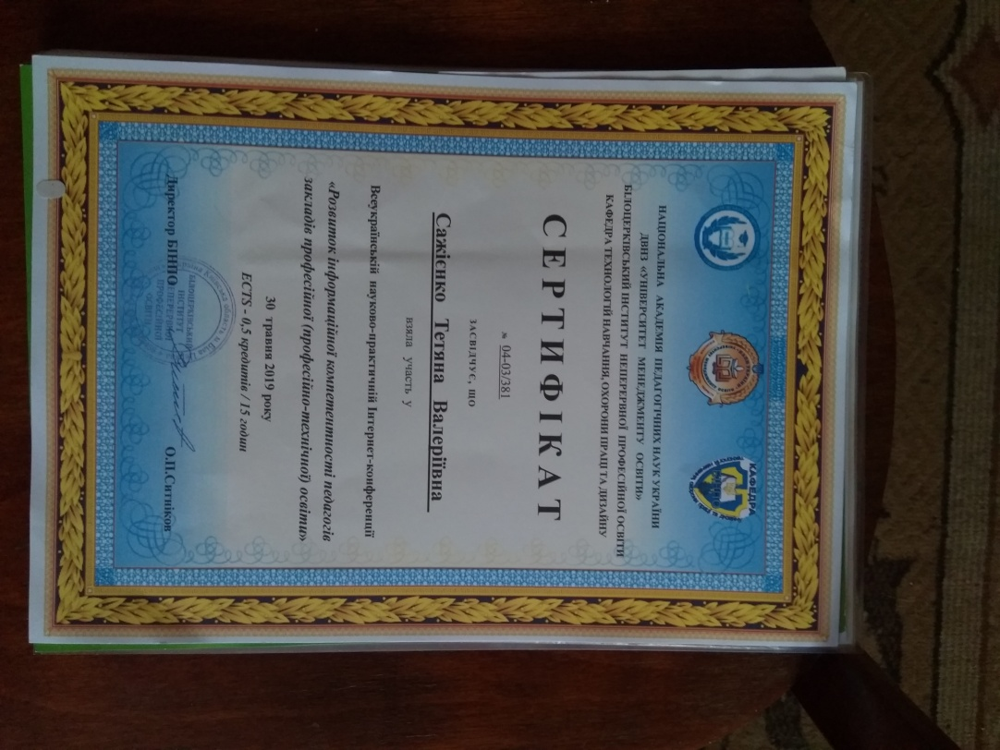 НАЦІОНАЛЬНА АКАДЕМІЯ ПЕДАГОГІЧНИХ НАУК УКРАЇНИ
ДВНЗ «УНІВЕРСИТЕТ МЕНЕДЖМЕНТУ ОСВІТИ»
БІЛОЦЕРКІВСЬКИЙ ІНСТИТУТ НЕПЕРЕРВНОЇ ПРОФЕСІЙНОЇ ОСВІТИ
КАФЕДРА ТЕХНОЛОГІЙ НАВЧАННЯ, ОХОРОНИ ПРАЦІ ТА ДИЗАЙНУ
СЕРТИФІКАТ
№ 04-03/381
ЗАСВІДЧУЄ, ЩО
Сажієнко Тетяна Валеріївна
взяла участь у
Всеукраїнській науково-практичній Інтернет-конференції
«Розвиток інформаційної компетентності педагогів
закладів професійної (професійно-технічної) освіти»
30 травня 2019 року
ECTS - 0,5 кредитів / 15 годин
Директор БІНПО О.П.Ситніков
КАФЕДРА